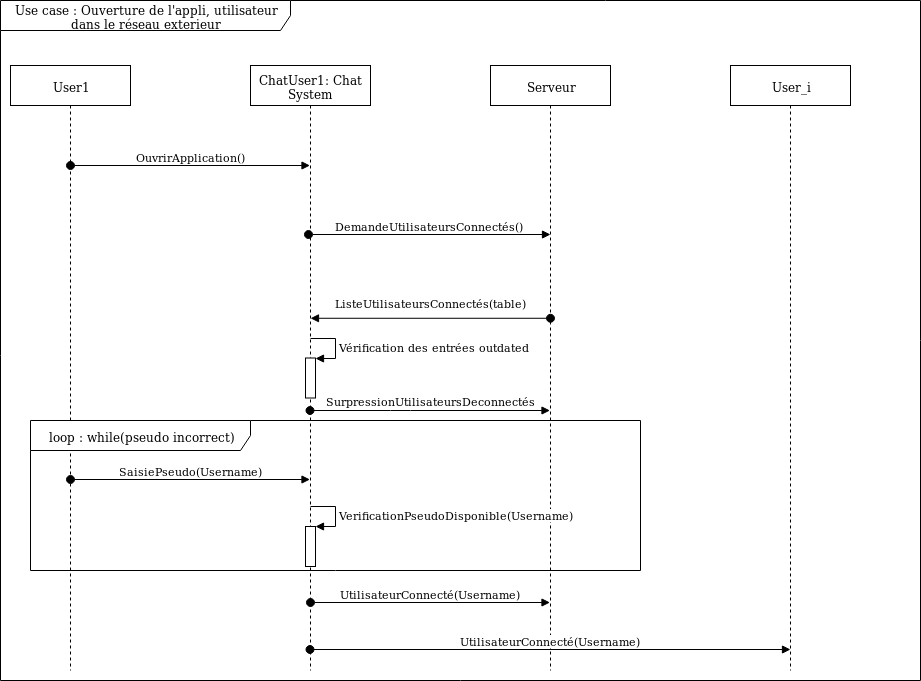 Use case : Ouverture de l'appli, utilisateur
dans le réseau exterieur
User1
ChatUser1: Chat
System
Serveur
User_i
OuvrirApplication()
DemandeUtilisateursConnectés()
ListeUtilisateursConnectés(table)
Vérification des entrées outdated
SurpressionUtilisateursDeconnectés
loop : while(pseudo incorrect)
SaisiePseudo(Username)
VerificationPseudoDisponible(Username)
UtilisateurConnecté(Username)
UtilisateurConnecté(Username)